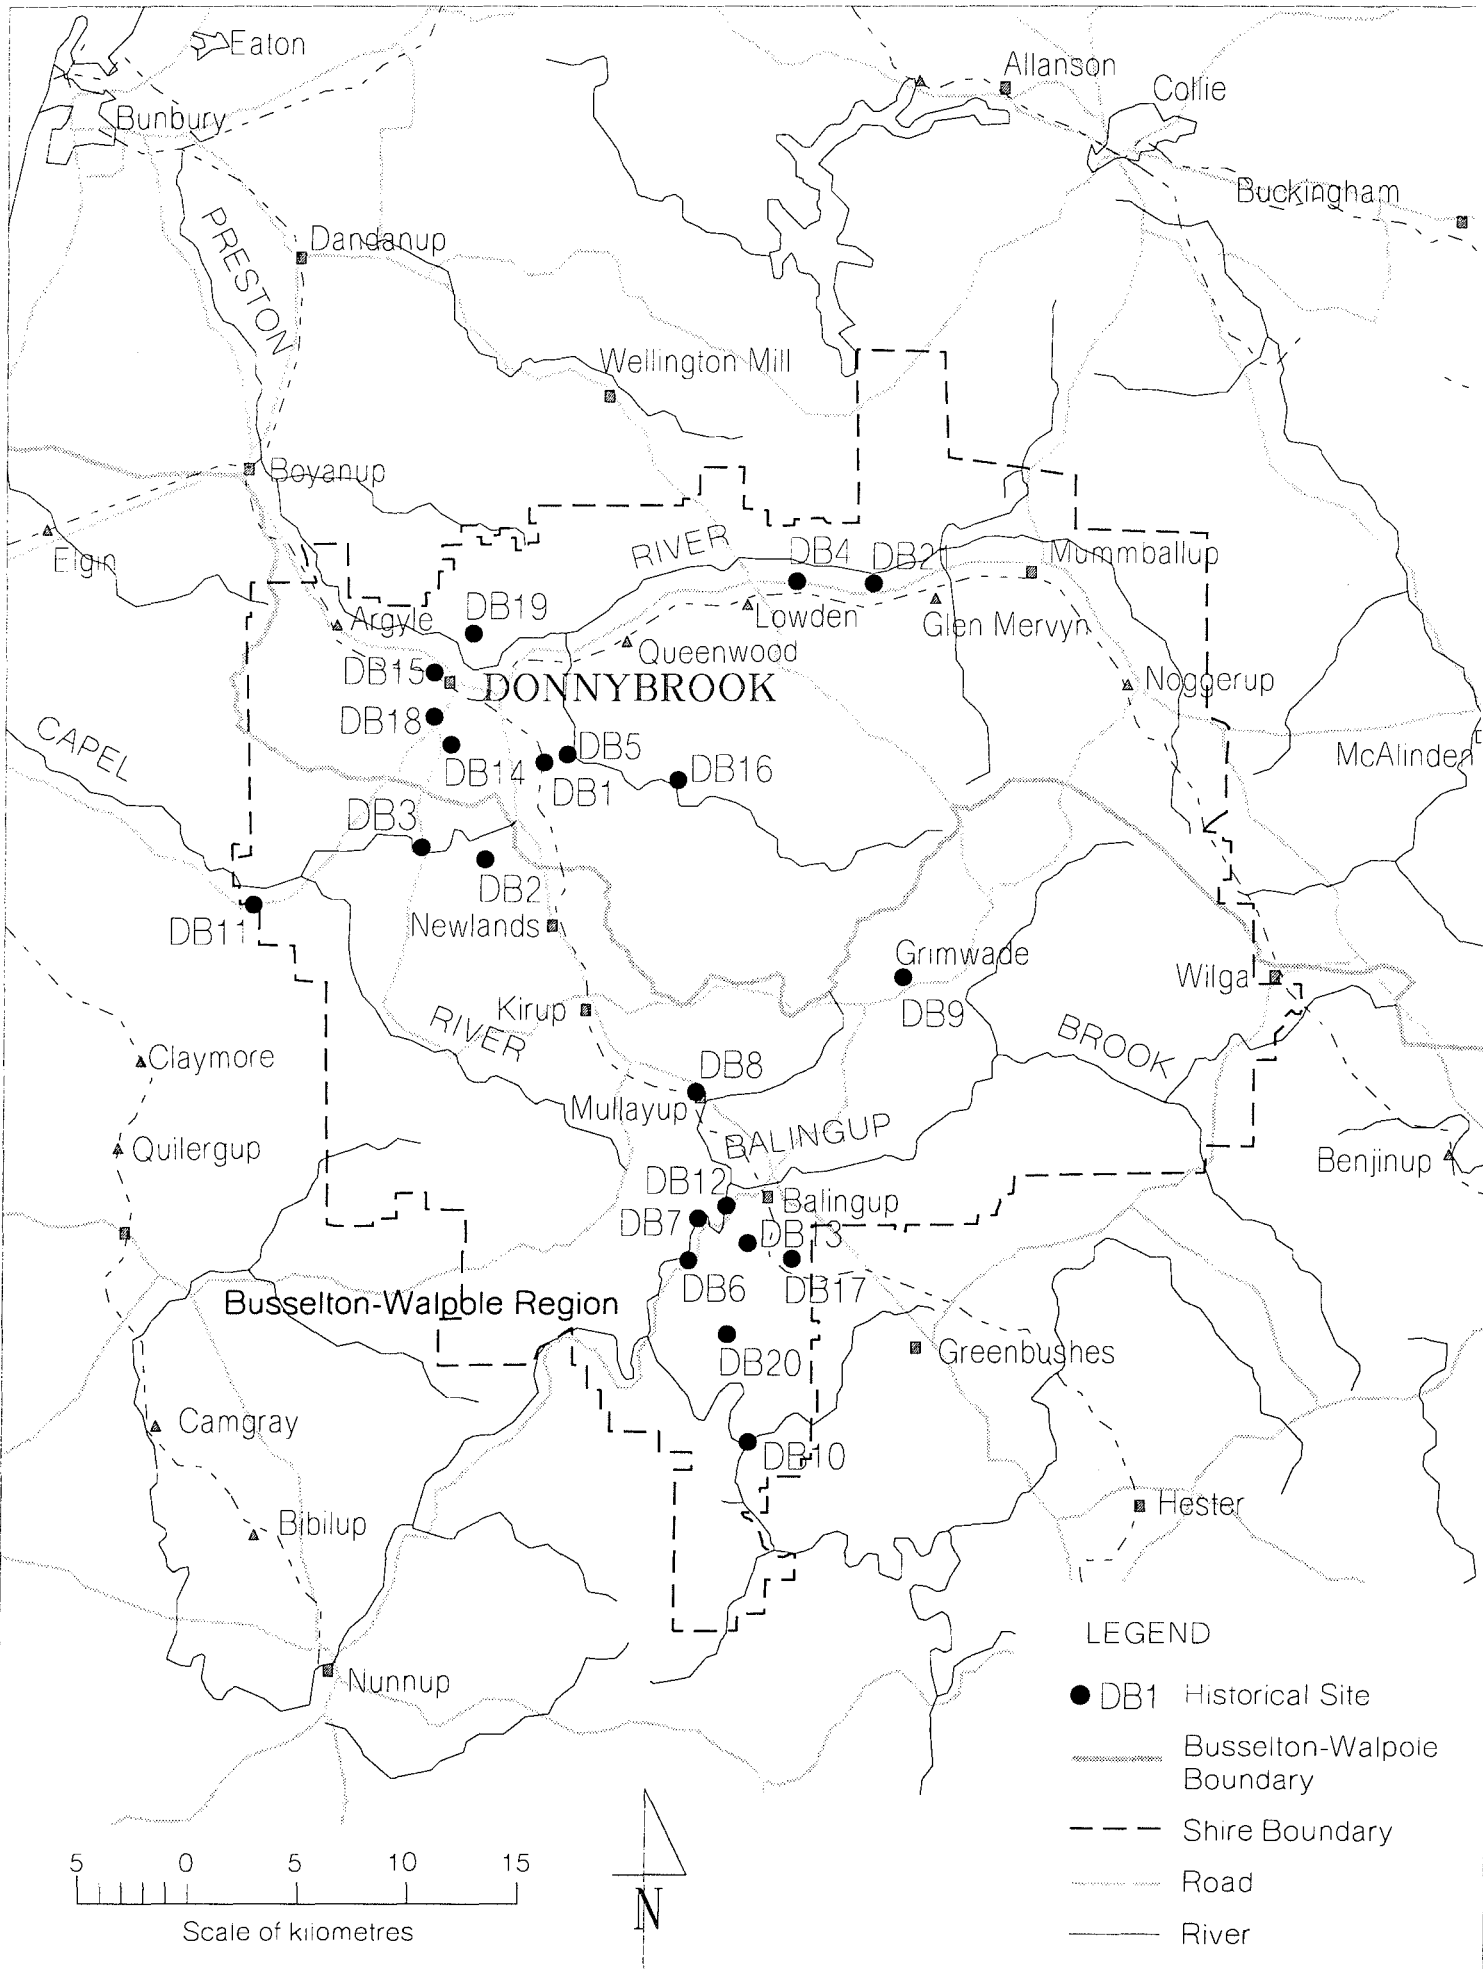 Eaton
Allanson
Collie
Bunbury
Buckingham
PRESTON
Dandanup
Wellington Mill
Boyanup
RIVER
DB4
DB21
Mummballup
Elgin
Argyle
DB19
Lowden
Glen Mervyn
Queenwood
DB15
DONNYBROOK
Noggerup
DB18
CAPEL
DB14
DB5
DB1
DB16
McAlinden
DB3
DB2
DB11
Newlands
Grimwade
Wilga
Kirup
RIVER
DB9
BROOK
Claymore
DB8
Mullayup
BALINGUP
Quilergup
Benjinup
DB12
Balingup
DB7
DB13
DB6
DB17
Busselton-Walpole Region
DB20
Greenbushes
Camgray
DB10
Hester
Bibilup
Nunnup
LEGEND
DB1 Historical Site
Busselton-Walpole
Boundary
Shire Boundary
Road
River
5 0 5 10 15
Scale of kilometres
N